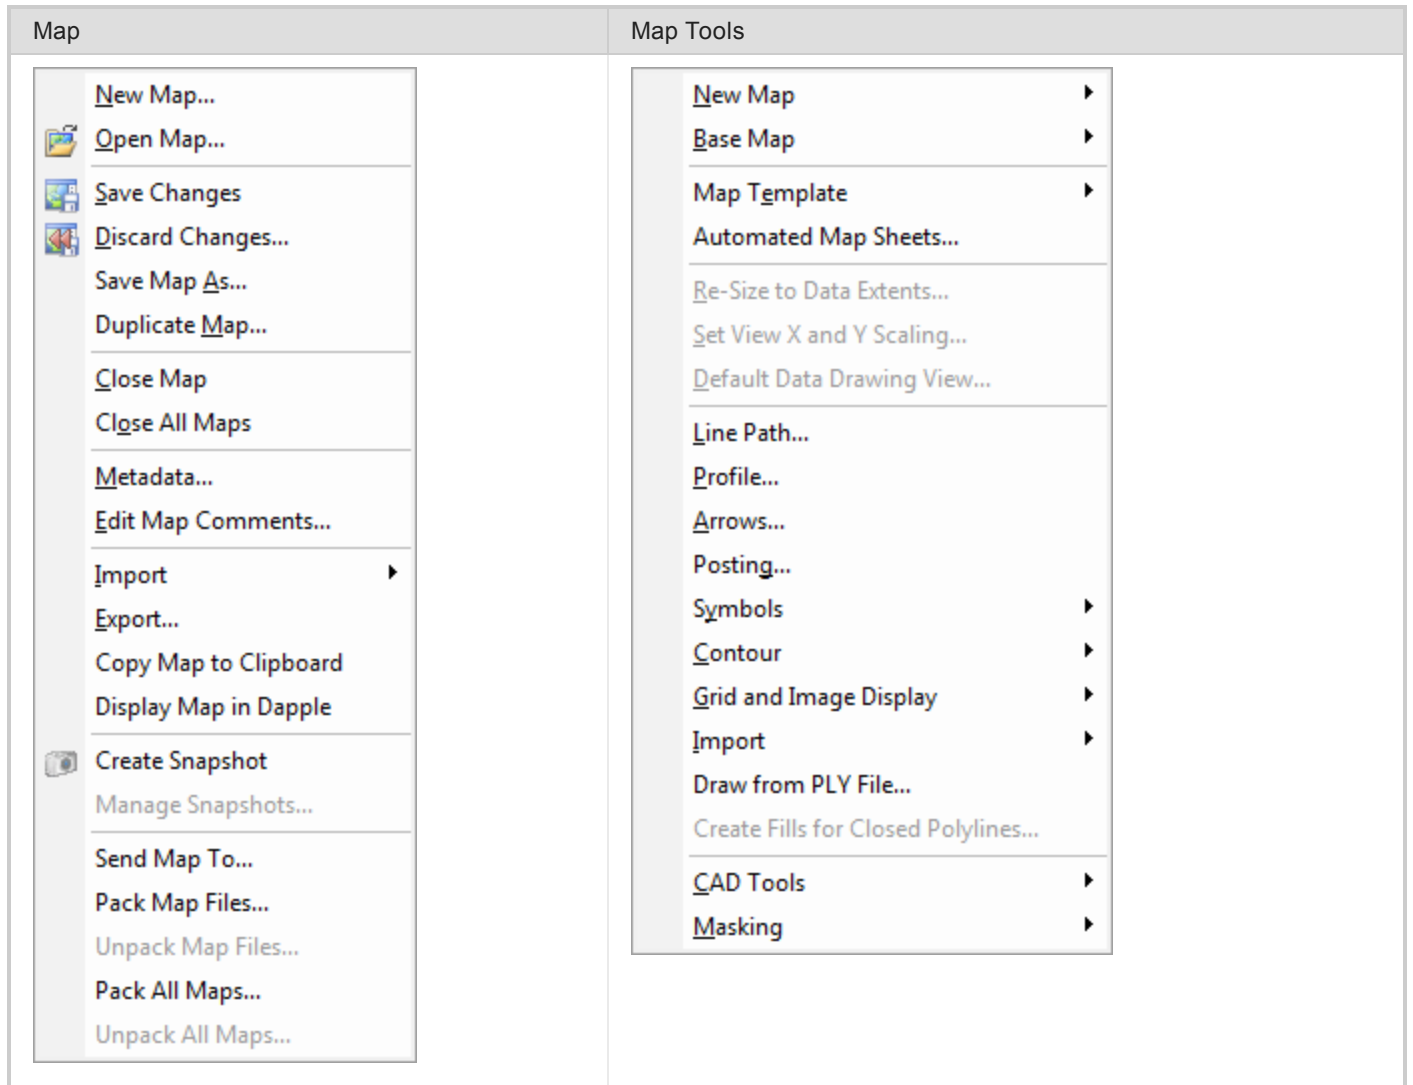 Map
New Map...
Open Map...
Save Changes
Discard Changes...
Save Map As...
Duplicate Map...
Close Map
Close All Maps
Metadata...
Edit Map Comments...
Import
Export...
Copy Map to Clipboard
Display Map in Dapple
Create Snapshot
Manage Snapshots...
Send Map To...
Pack Map Files...
Unpack Map Files...
Pack All Maps...
Unpack All Maps...
Map Tools
New Map
Base Map
Map Template
Automated Map Sheets...
Re-Size to Data Extents...
Set View X and Y Scaling...
Default Data Drawing View...
Line Path...
Profile...
Arrows...
Posting...
Symbols
Contour
Grid and Image Display
Import
Draw from PLY File...
Create Fills for Closed Polylines...
CAD Tools
Masking